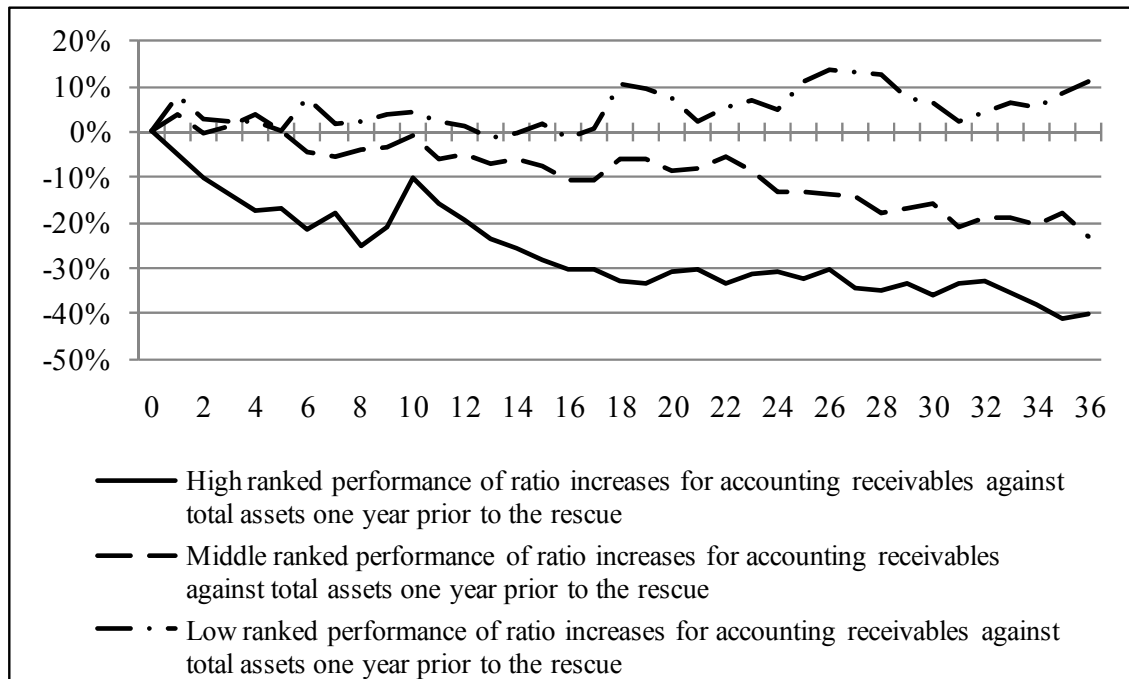 20%
10%
0%
-10%
-20%
-30%
-40%
-50%
0 2 4 6 8 10 12 14 16 18 20 22 24 26 28 30 32 34 36
High ranked performance of ratio increases for accounting receivables against
total assets one year prior to the rescue
Middle ranked performance of ratio increases for accounting receivables
against total assets one year prior to the rescue
Low ranked performance of ratio increases for accounting receivables against
total assets one year prior to the rescue